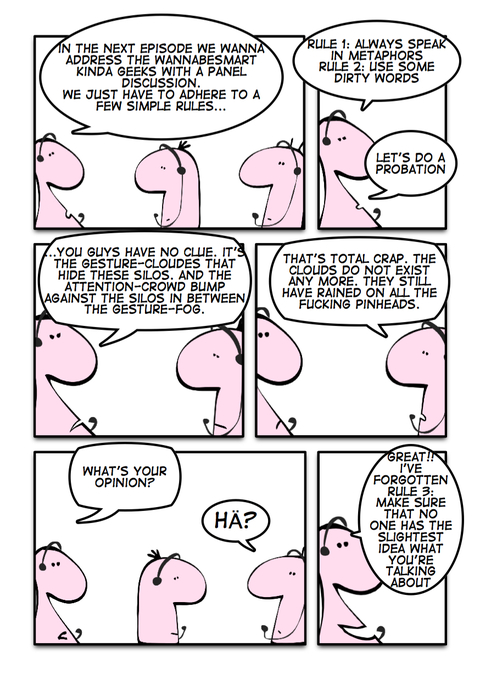 IN THE NEXT EPISODE WE WANNA
ADDRESS THE WANNABESMART
KINDA GEEKS WITH A PANEL
DISCUSSION.
WE JUST HAVE TO ADHERE TO A
FEW SIMPLE RULES...
RULE 1: ALWAYS SPEAK
IN METAPHORS
RULE 2: USE SOME
DIRTY WORDS
LET'S DO A
PROBATION
...YOU GUYS HAVE NO CLUE. IT'S
THE GESTURE-CLOUDES THAT
HIDE THESE SILOS. AND THE
ATTENTION-CROWD BUMP
AGAINST THE SILOS IN BETWEEN
THE GESTURE-FOG.
THAT'S TOTAL CRAP. THE
CLOUDS DO NOT EXIST
ANY MORE. THEY STILL
HAVE RAINED ON ALL THE
FUCKING PINHEADS.
WHAT'S YOUR
OPINION?
HÄ?
GREAT!!
I'VE
FORGOTTEN
RULE 3:
MAKE SURE
THAT NO
ONE HAS THE
SLIGHTEST
IDEA WHAT
YOU'RE
TALKING
ABOUT